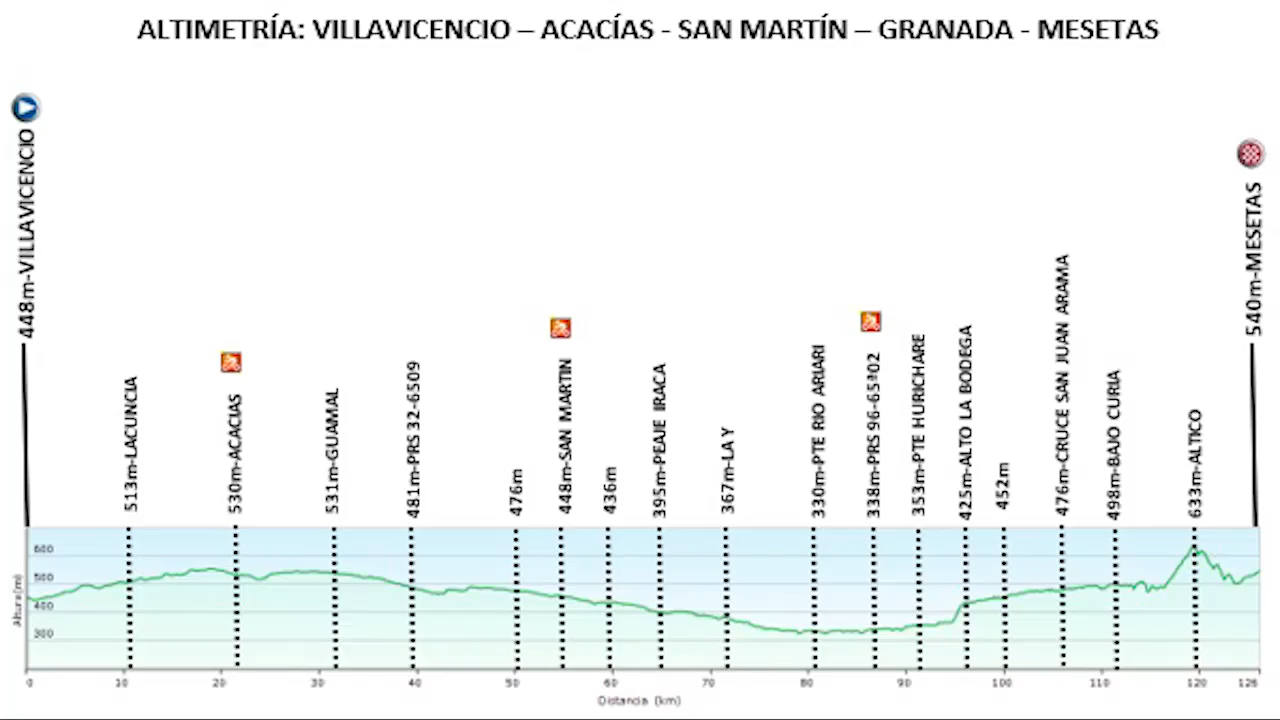 ALTIMETRÍA: VILLAVICENCIO – ACACÍAS - SAN MARTÍN – GRANADA - MESETAS
448m-VILLAVICENCIO
513m-LACUNCIA
530m-ACACIAS
531m-GUAMAL
481m-PRS 32-6509
476m
448m-SAN MARTIN
436m
395m-PEAJE IRACA
367m-LA Y
330m-PTE RIO ARIARI
338m-PRS 96-65ª02
353m-PTE HURICHARE
425m-ALTO LA BODEGA
452m
476m-CRUCE SAN JUAN ARAMA
498m-BAJO CURIA
633m-ALTICO
540m-MESETAS
Altura(m)
600
500
400
300
0 10 20 30 40 50 60 70 80 90 100 110 120 126
Distancia (km)